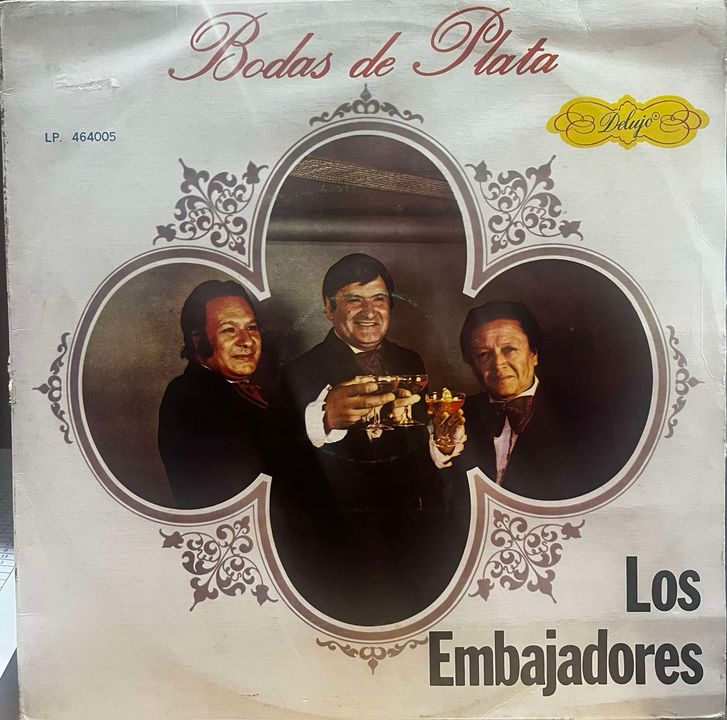 Bodas de Plata
LP. 464005
Delujo®
Los
Embajadores